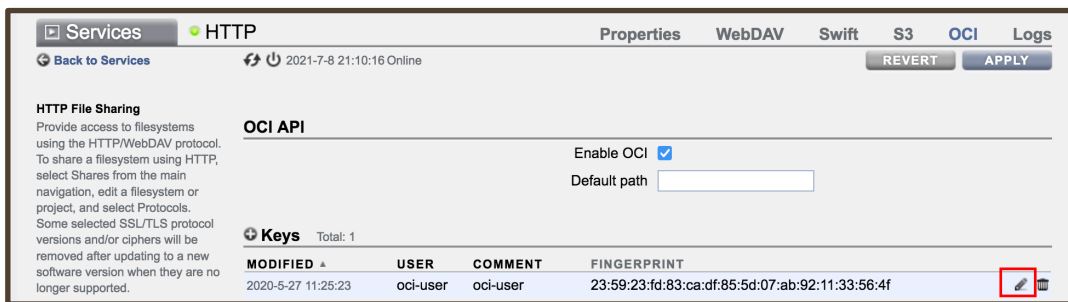 Services
HTTP
Properties WebDAV Swift S3 OCI Logs
Back to Services
2021-7-8 21:10:16 Online
REVERT APPLY
HTTP File Sharing
Provide access to filesystems
using the HTTP/WebDAV protocol.
To share a filesystem using HTTP,
select Shares from the main
navigation, edit a filesystem or
project, and select Protocols.
Some selected SSL/TLS protocol
versions and/or ciphers will be
removed after updating to a new
software version when they are no
longer supported.
OCI API
Enable OCI
Default path
Keys Total: 1
MODIFIED USER COMMENT FINGERPRINT
2020-5-27 11:25:23 oci-user oci-user 23:59:23:fd:83:ca:df:85:5d:07:ab:92:11:33:56:4f